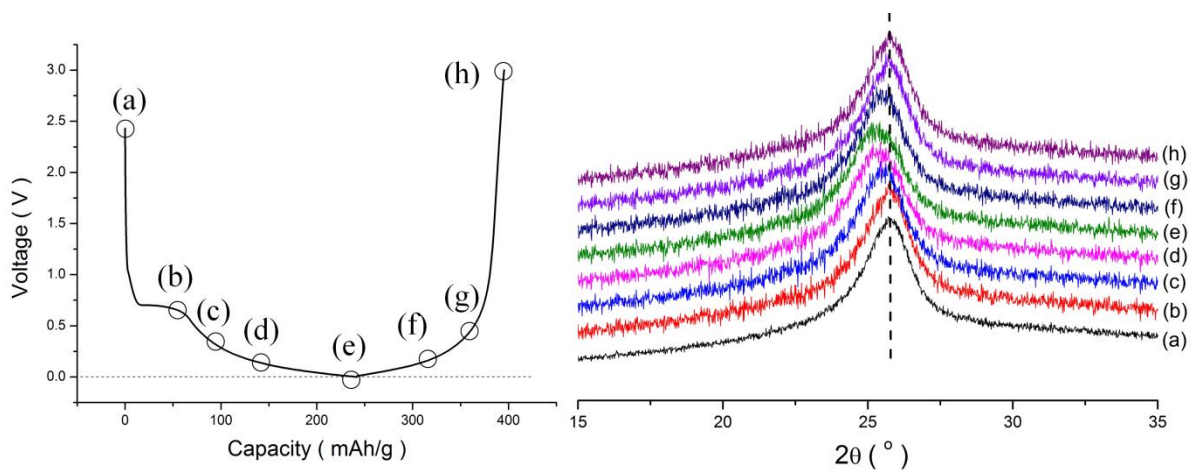 (a)
(b)
(c)
(d)
(e)
(f)
(g)
(h)
3.0
2.5
2.0
1.5
1.0
0.5
0.0
Voltage ( V )
0
100
200
300
400
Capacity ( mAh/g )
(h)
(g)
(f)
(e)
(d)
(c)
(b)
(a)
15
20
25
30
35
2θ ( ° )